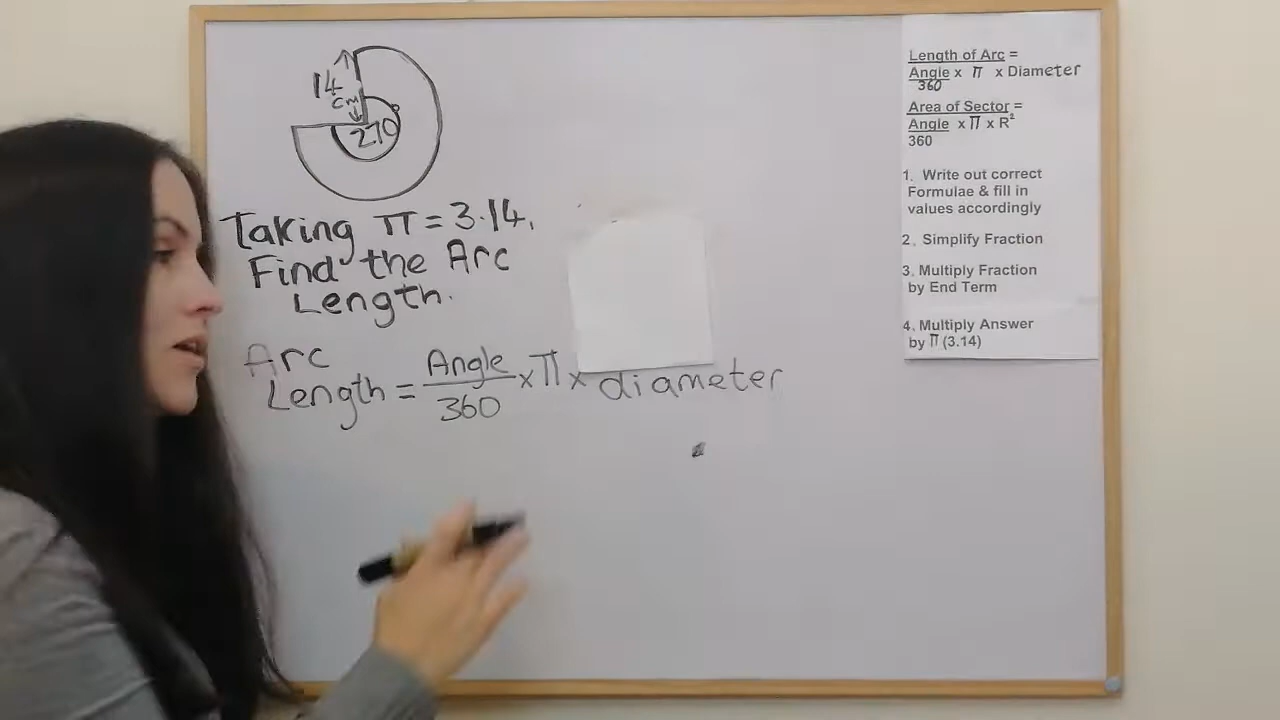 14
cm
270
Taking π = 3.14.
Find the Arc
Length.
Arc
Length = Angle/360 x π x diameter
Length of Arc =
Angle x π x Diameter
360
Area of Sector =
Angle x π x R²
360
1. Write out correct
Formulae & fill in
values accordingly
2. Simplify Fraction
3. Multiply Fraction
by End Term
4. Multiply Answer
by π (3.14)